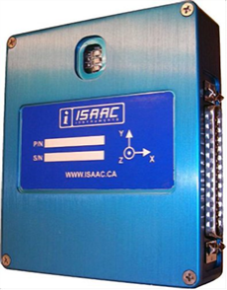 i ISAAC
INSTRUMENTS
P/N
S/N
Y
Z X
WWW.ISAAC.CA